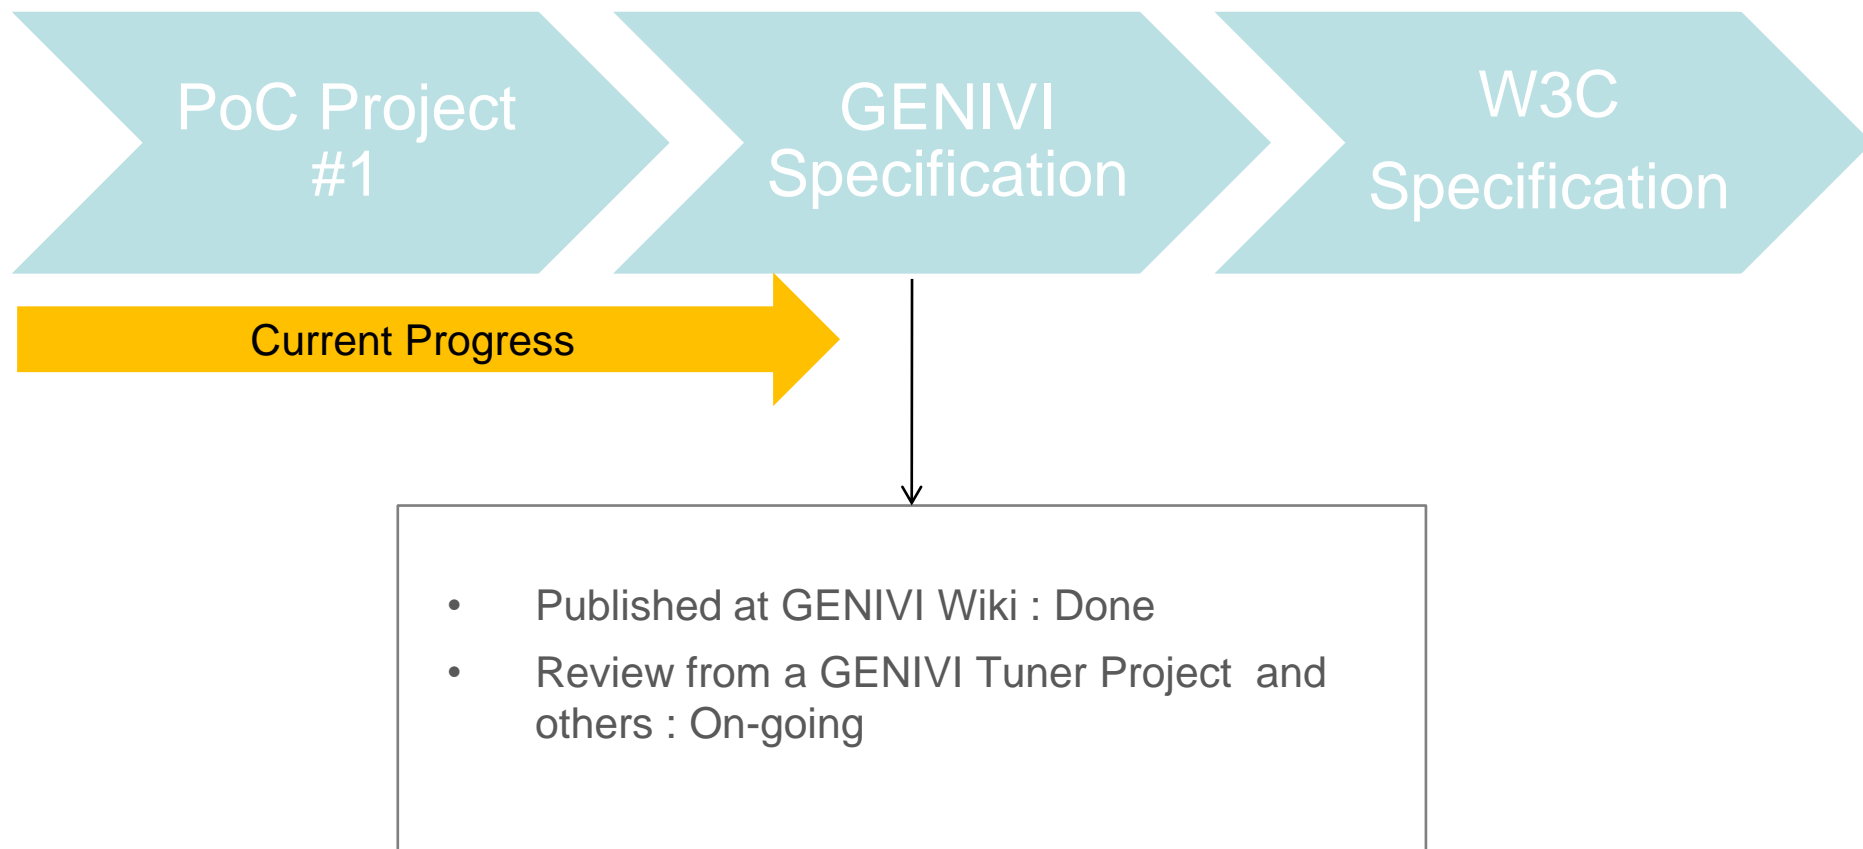 PoC Project
#1
GENIVI
Specification
W3C
Specification
Current Progress
• Published at GENIVI Wiki : Done
• Review from a GENIVI Tuner Project  and
others : On-going